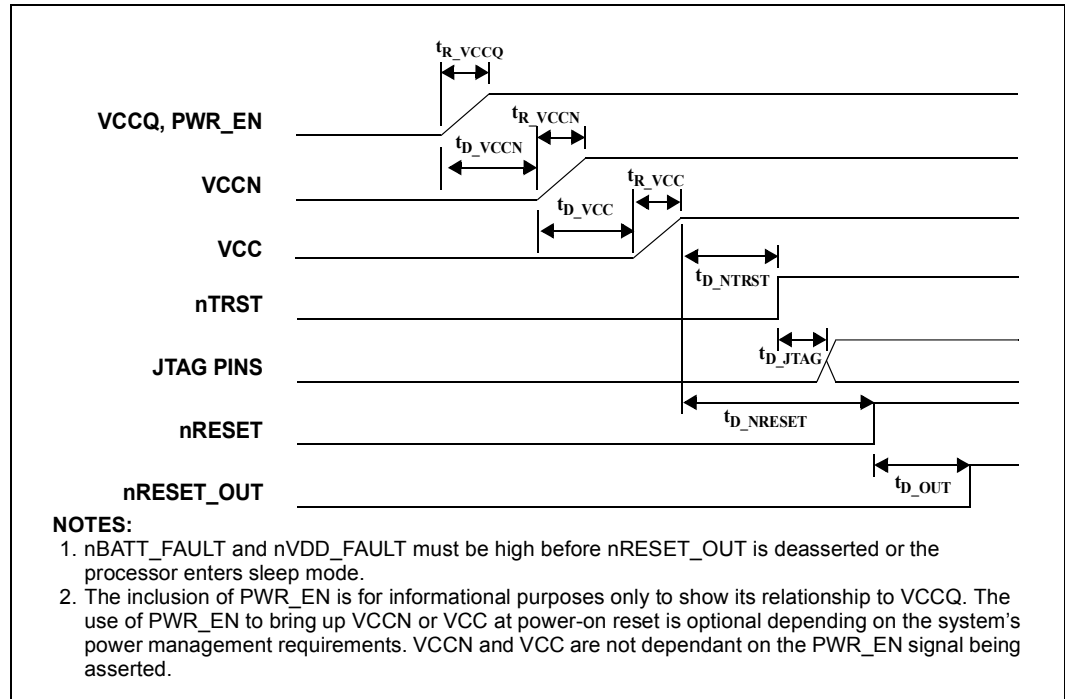 tR_VCCQ
VCCQ, PWR_EN
tR_VCCN
tD_VCCN
VCCN
tR_VCC
tD_VCC
VCC
tD_NTRST
nTRST
tD_JTAG
JTAG PINS
tD_NRESET
nRESET
tD_OUT
nRESET_OUT
NOTES:
1. nBATT_FAULT and nVDD_FAULT must be high before nRESET_OUT is deasserted or the
processor enters sleep mode.
2. The inclusion of PWR_EN is for informational purposes only to show its relationship to VCCQ. The
use of PWR_EN to bring up VCCN or VCC at power-on reset is optional depending on the system’s
power management requirements. VCCN and VCC are not dependant on the PWR_EN signal being
asserted.